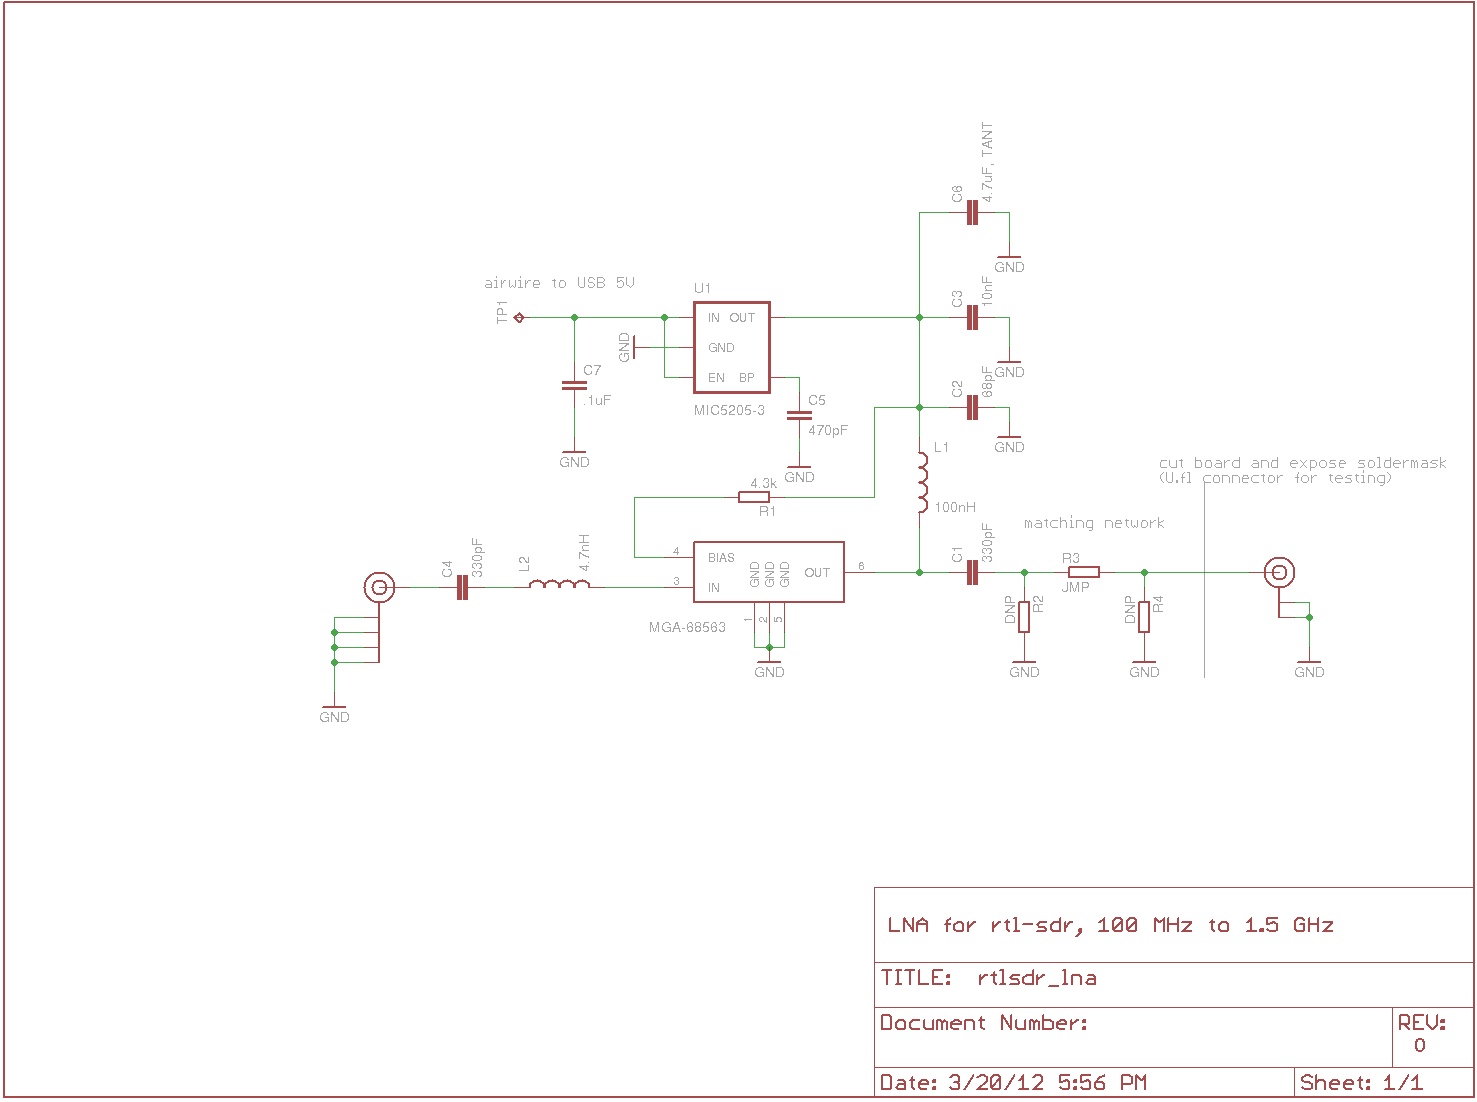 C6
4.7uF, TANT
GND
airwire to USB 5V
TP1
U1
IN OUT
GND
EN BP
MIC5205-3
GND
C7
.1uF
GND
C5
470pF
GND
C3
10nF
GND
C2
68pF
GND
L1
100nH
4.3k
R1
cut board and expose soldermask
(U.fl connector for testing)
matching network
C4
330pF
L2
4.7nH
4
3
BIAS
IN
GND
GND
GND
OUT
6
1
2
5
MGA-68563
GND
C1
330pF
R3
JMP
DNP
R2
GND
DNP
R4
GND
GND
GND
LNA for rtl-sdr, 100 MHz to 1.5 GHz
TITLE: rtlsdr_lna
Document Number:
REV:
0
Date: 3/20/12 5:56 PM
Sheet: 1/1